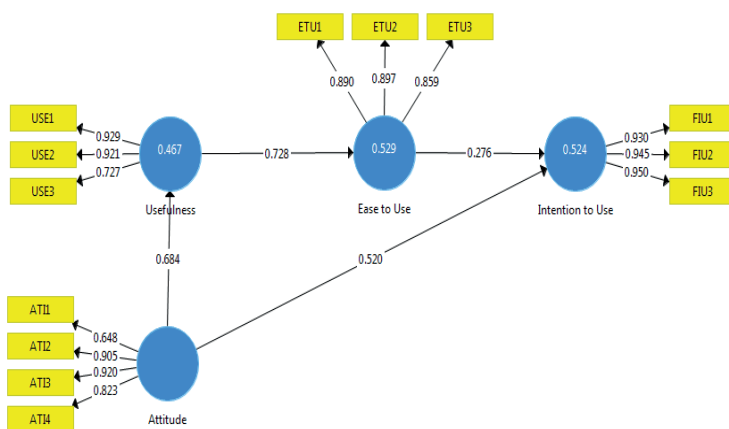 ETU1 ETU2 ETU3
0.890 0.897 0.859
USE1
USE2
USE3
0.929
0.921
0.727
0.467
Usefulness
0.728
0.529
Ease to Use
0.276
0.524
Intention to Use
0.930
0.945
0.950
FIU1
FIU2
FIU3
0.684
0.520
ATI1
ATI2
ATI3
ATI4
0.648
0.905
0.920
0.823
Attitude